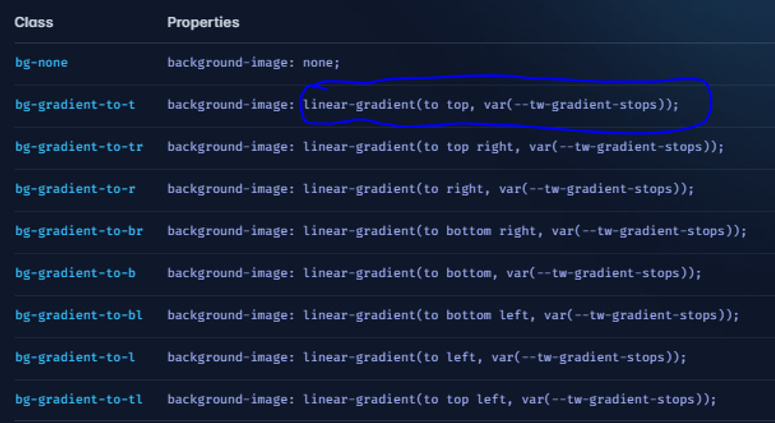 Class Properties
bg-none background-image: none;
bg-gradient-to-t background-image: linear-gradient(to top, var(--tw-gradient-stops));
bg-gradient-to-tr background-image: linear-gradient(to top right, var(--tw-gradient-stops));
bg-gradient-to-r background-image: linear-gradient(to right, var(--tw-gradient-stops));
bg-gradient-to-br background-image: linear-gradient(to bottom right, var(--tw-gradient-stops));
bg-gradient-to-b background-image: linear-gradient(to bottom, var(--tw-gradient-stops));
bg-gradient-to-bl background-image: linear-gradient(to bottom left, var(--tw-gradient-stops));
bg-gradient-to-l background-image: linear-gradient(to left, var(--tw-gradient-stops));
bg-gradient-to-tl background-image: linear-gradient(to top left, var(--tw-gradient-stops));